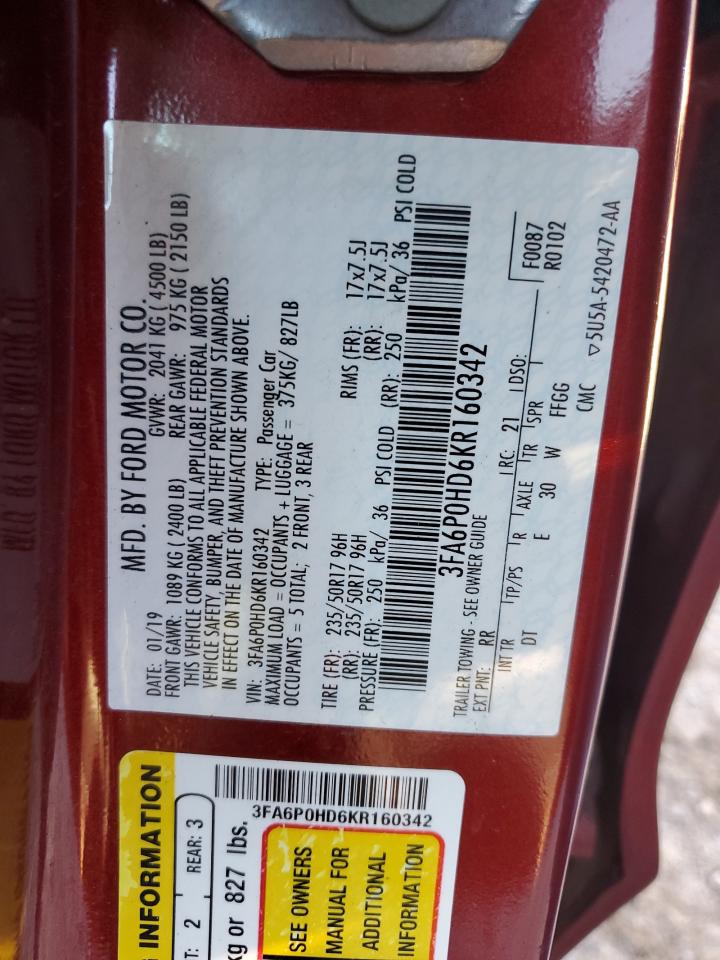 MFD. BY FORD MOTOR CO.
DATE: 01/19 GVWR: 2041 KG ( 4500 LB)
FRONT GAWR: 1089 KG ( 2400 LB) REAR GAWR: 975 KG ( 2150 LB)
THIS VEHICLE CONFORMS TO ALL APPLICABLE FEDERAL MOTOR
VEHICLE SAFETY, BUMPER, AND THEFT PREVENTION STANDARDS
IN EFFECT ON THE DATE OF MANUFACTURE SHOWN ABOVE.
VIN: 3FA6P0HD6KR160342 TYPE: Passenger Car
MAXIMUM LOAD = OCCUPANTS + LUGGAGE = 375KG/ 827LB
OCCUPANTS = 5 TOTAL; 2 FRONT, 3 REAR
TIRE (FR): 235/50R17 96H RIMS (FR): 17x7.5J
(RR): 235/50R17 96H (RR): 17x7.5J
PRESSURE (FR): 250 kPa/ 36 PSI COLD (RR): 250 kPa/ 36 PSI COLD
3FA6P0HD6KR160342
TRAILER TOWING - SEE OWNER GUIDE
EXT PNT: RR RC: 21 DSO: F0087
R0102
INT TR TP/PS R AXLE TR SPR
DT E 30 W FFGG
CMC
▽5U5A-5420472-AA
INFORMATION
2 REAR: 3
kg or 827 lbs.
3FA6P0HD6KR160342
SEE OWNERS
MANUAL FOR
ADDITIONAL
INFORMATION